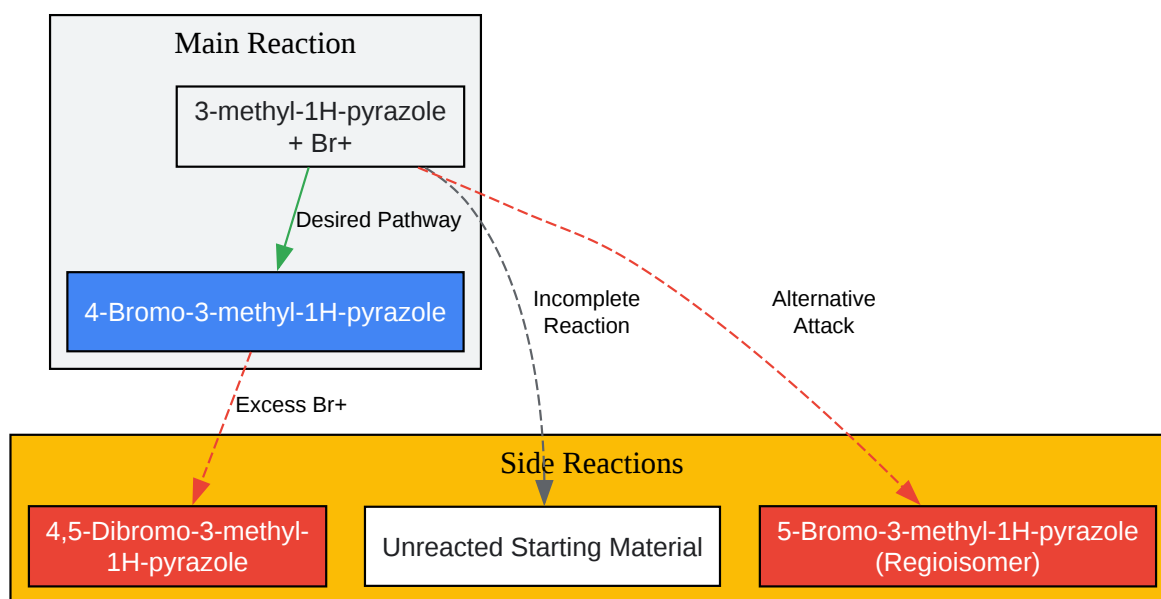 Main Reaction
3-methyl-1H-pyrazole
+ Br+
Desired Pathway
4-Bromo-3-methyl-1H-pyrazole
Incomplete
Reaction
Alternative
Attack
Excess Br+
Side Reactions
4,5-Dibromo-3-methyl-
1H-pyrazole
Unreacted Starting Material
5-Bromo-3-methyl-1H-pyrazole
(Regioisomer)